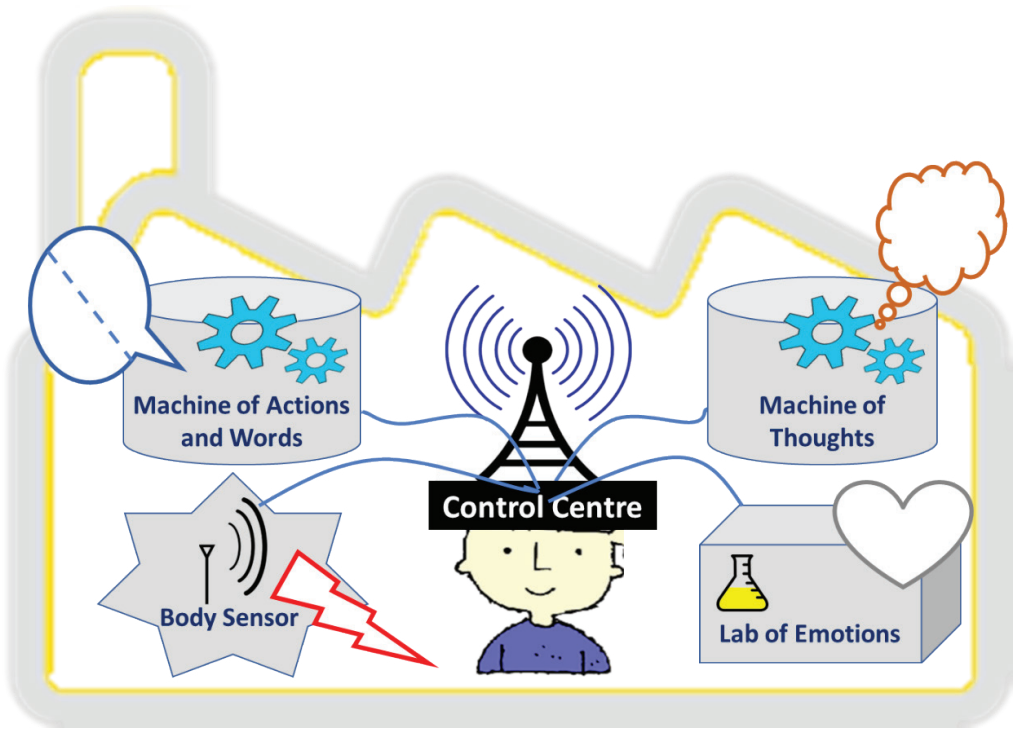 Machine of Actions
and Words
Machine of
Thoughts
Control Centre
Body Sensor
Lab of Emotions